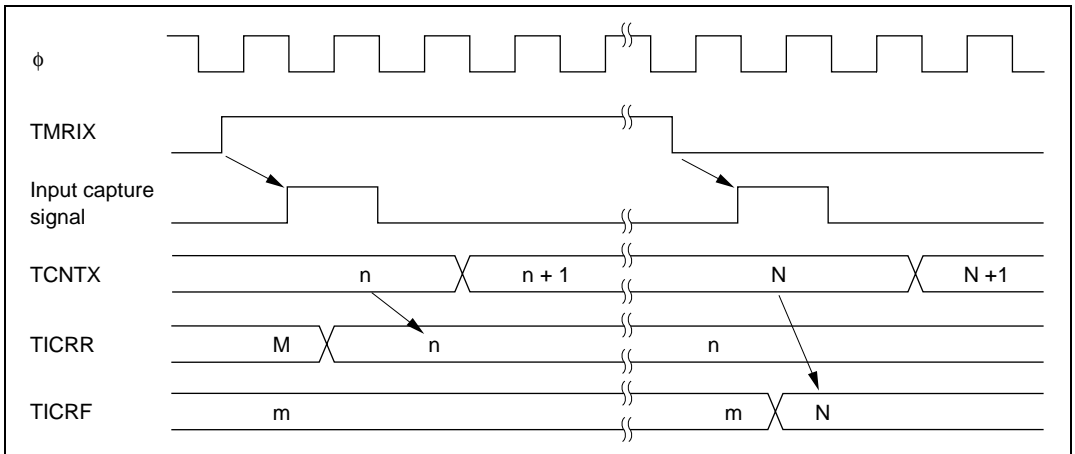 ϕ
TMRIX
Input capture
signal
TCNTX n n + 1 N N +1
TICRR M n n
TICRF m m N